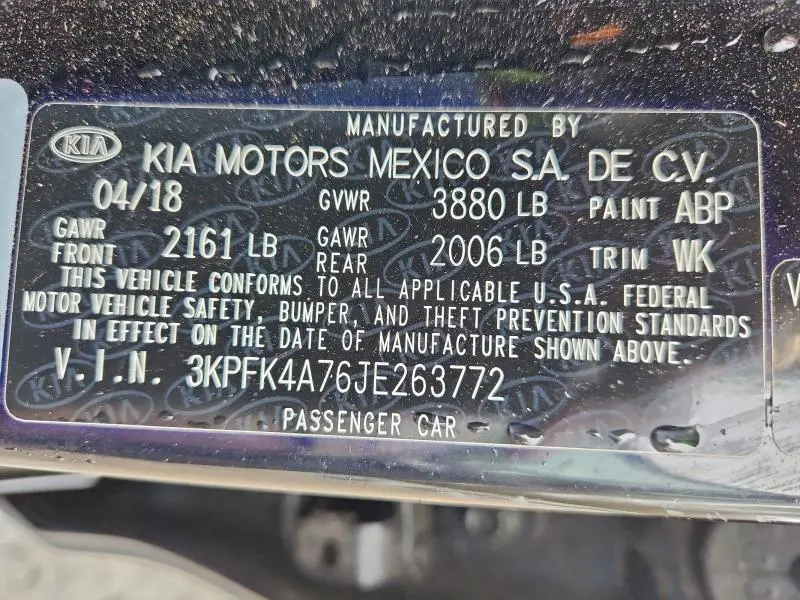 MANUFACTURED BY
KIA
KIA MOTORS MEXICO S.A. DE C.V.
04/18 GVWR 3880 LB PAINT ABP
GAWR FRONT 2161 LB GAWR REAR 2006 LB TRIM WK
THIS VEHICLE CONFORMS TO ALL APPLICABLE U.S.A. FEDERAL
MOTOR VEHICLE SAFETY, BUMPER, AND THEFT PREVENTION STANDARDS
IN EFFECT ON THE DATE OF MANUFACTURE SHOWN ABOVE.
V.I.N. 3KPFK4A76JE263772
PASSENGER CAR